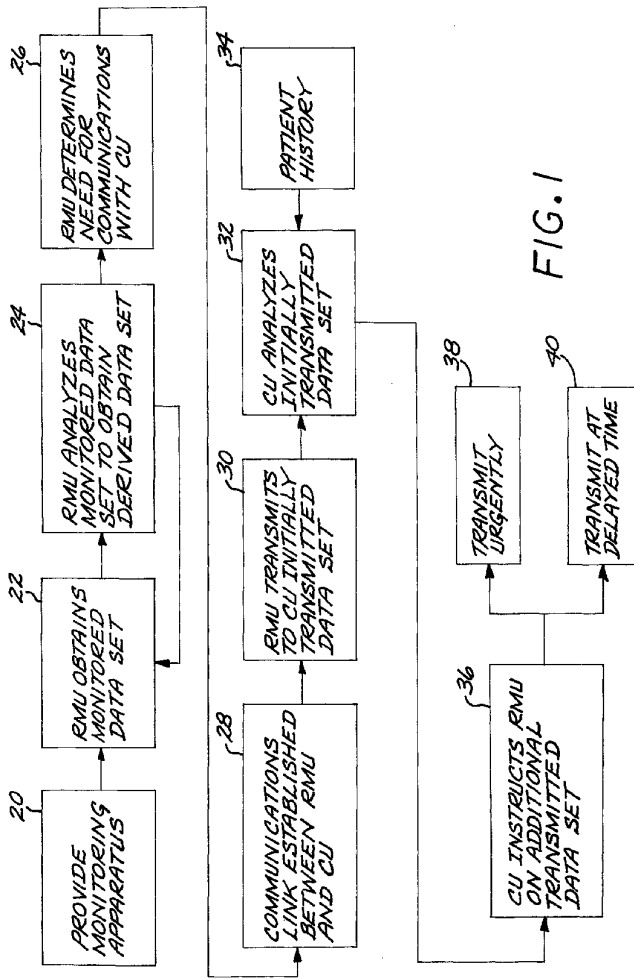 20
PROVIDE
MONITORING
APPARATUS
22
RMU OBTAINS
MONITORED
DATA SET
24
RMU ANALYZES
MONITORED DATA
SET TO OBTAIN
DERIVED DATA SET
26
RMU DETERMINES
NEED FOR
COMMUNICATIONS
WITH CU
28
COMMUNICATIONS
LINK ESTABLISHED
BETWEEN RMU
AND CU
30
RMU TRANSMITS
TO CU INITIALLY
TRANSMITTED
DATA SET
32
CU ANALYZES
INITIALLY
TRANSMITTED
DATA SET
34
PATIENT
HISTORY
36
CU INSTRUCTS RMU
ON ADDITIONAL
TRANSMITTED
DATA SET
38
TRANSMIT
URGENTLY
40
TRANSMIT AT
DELAYED TIME
FIG. 1